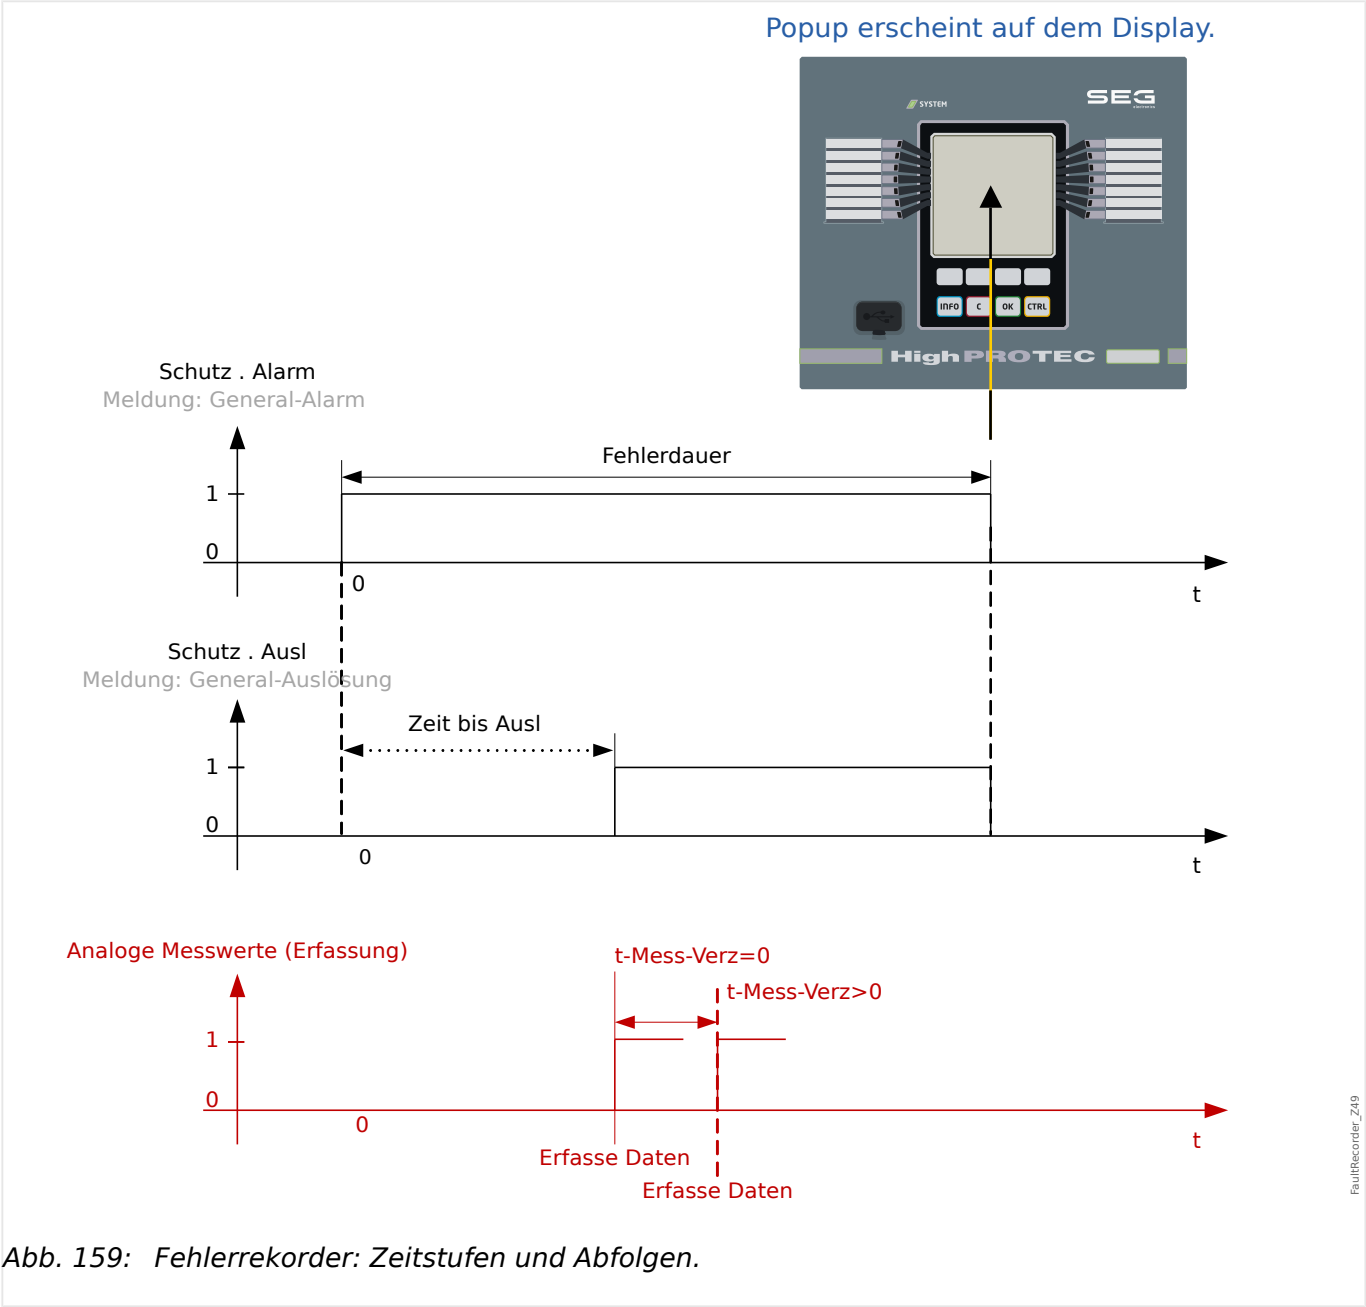 Popup erscheint auf dem Display.
SYSTEM
SEG
electronics
INFO
C
OK
CTRL
HighPROTEC
Schutz . Alarm
Meldung: General-Alarm
Fehlerdauer
1
0
0
t
Schutz . Ausl
Meldung: General-Auslösung
Zeit bis Ausl
1
0
0
t
Analoge Messwerte (Erfassung)
t-Mess-Verz=0
t-Mess-Verz>0
1
0
0
t
Erfasse Daten
Erfasse Daten
FaultRecorder_Z49
Abb. 159: Fehlerrekorder: Zeitstufen und Abfolgen.